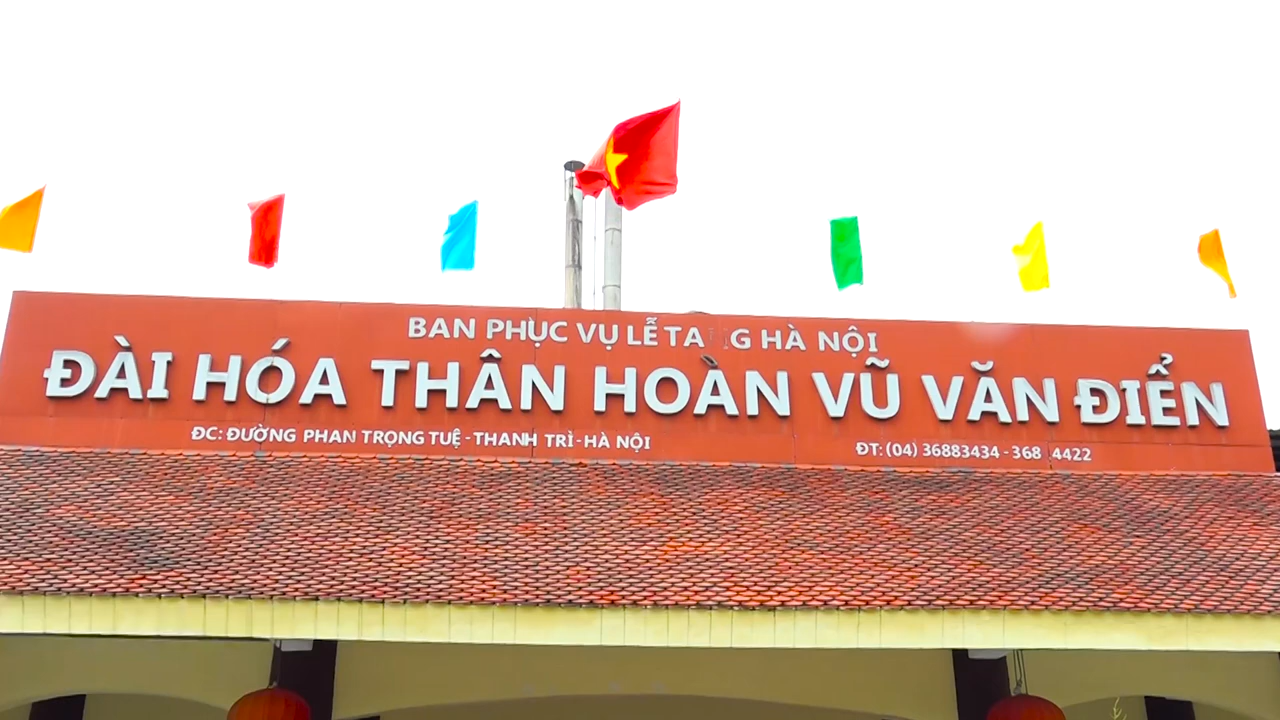 BAN PHỤC VỤ LỄ TA G HÀ NỘI
ĐÀI HÓA THÂN HOÀN VŨ VĂN ĐIỂN
ĐC: ĐƯỜNG PHAN TRỌNG TUỆ - THANH TRÌ - HÀ NỘI
ĐT: (04) 36883434 - 368 4422